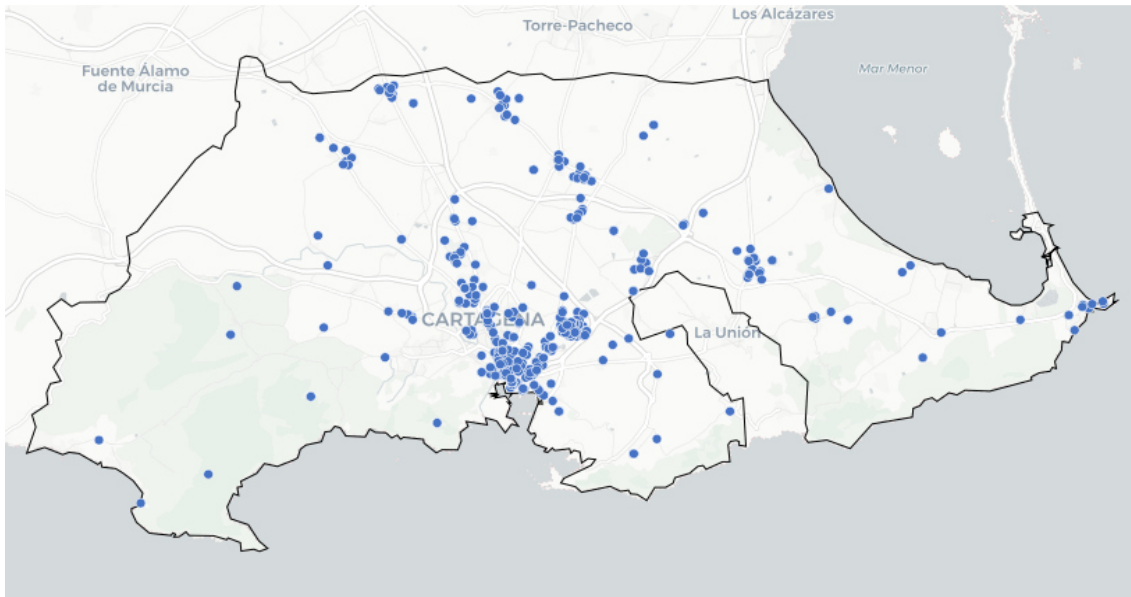 Los Alcázares
Torre-Pacheco
Fuente Álamo
de Murcia
Mar Menor
CARTAGENA
La Unión